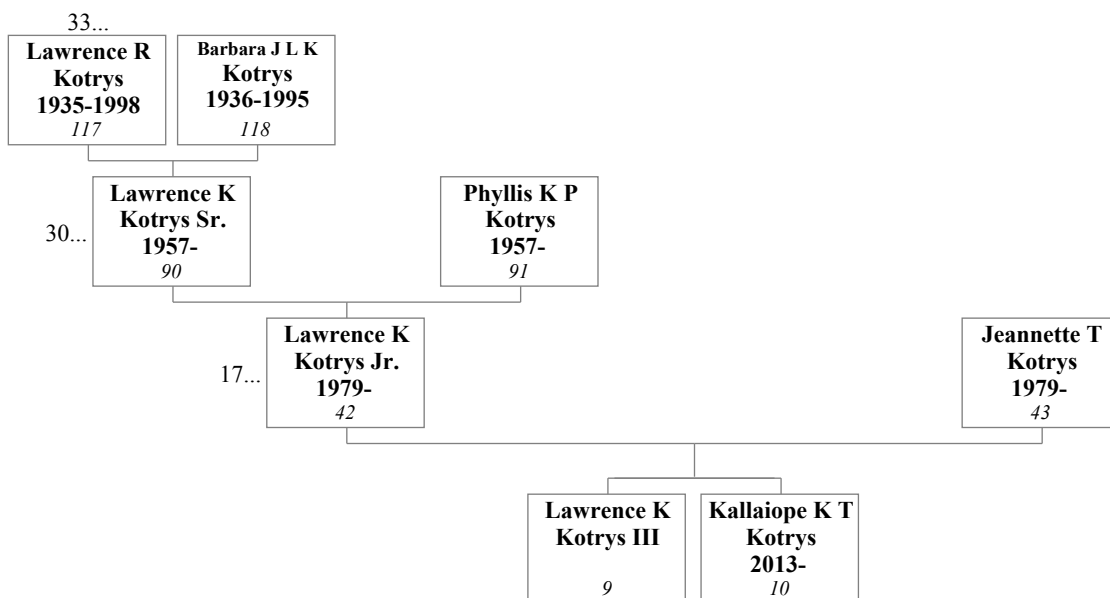 33...
Lawrence R
Kotrys
1935-1998
117
Barbara J L K
Kotrys
1936-1995
118
30...
Lawrence K
Kotrys Sr.
1957-
90
Phyllis K P
Kotrys
1957-
91
17...
Lawrence K
Kotrys Jr.
1979-
42
Jeannette T
Kotrys
1979-
43
Lawrence K
Kotrys III
9
Kallaiope K T
Kotrys
2013-
10